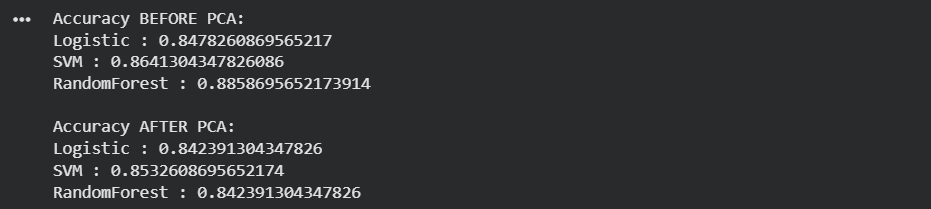 Accuracy BEFORE PCA:
Logistic : 0.8478260869565217
SVM : 0.8641304347826086
RandomForest : 0.8858695652173914
Accuracy AFTER PCA:
Logistic : 0.842391304347826
SVM : 0.8532608695652174
RandomForest : 0.842391304347826